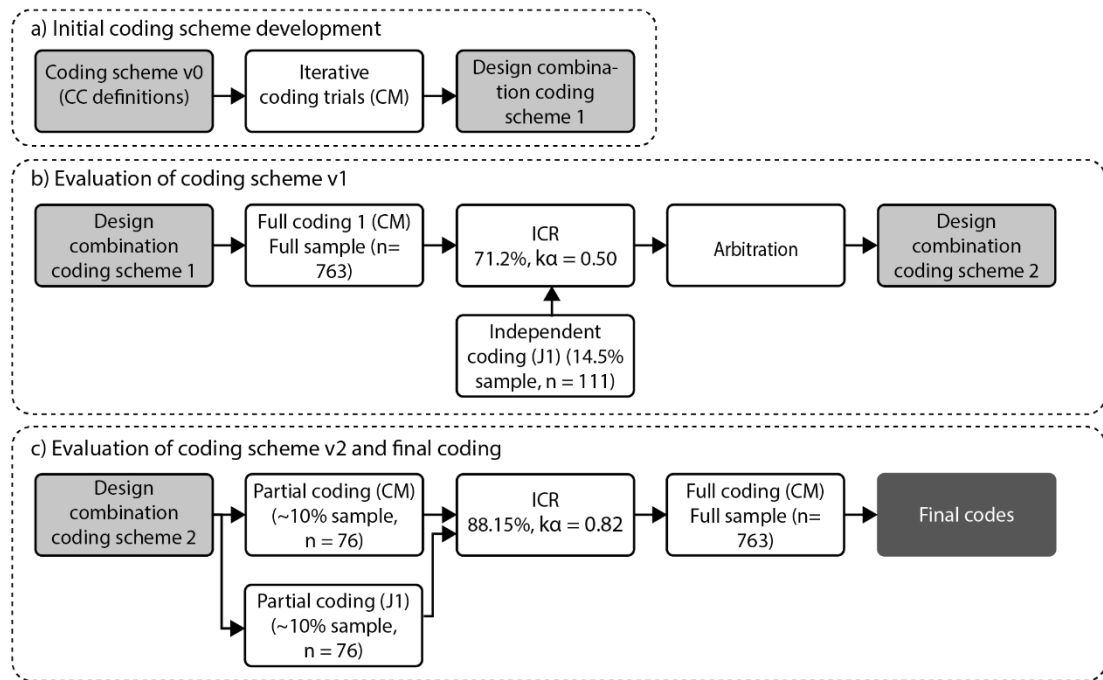 a) Initial coding scheme development
Coding scheme v0
(CC definitions)
Iterative
coding trials (CM)
Design combina-
tion coding
scheme 1
b) Evaluation of coding scheme v1
Design
combination
coding scheme 1
Full coding 1 (CM)
Full sample (n=
763)
ICR
71.2%, kα = 0.50
Arbitration
Design
combination
coding scheme 2
Independent
coding (J1) (14.5%
sample, n = 111)
c) Evaluation of coding scheme v2 and final coding
Design
combination
coding scheme 2
Partial coding (CM)
(~10% sample,
n = 76)
ICR
88.15%, kα = 0.82
Full coding (CM)
Full sample (n=
763)
Final codes
Partial coding (J1)
(~10% sample,
n = 76)